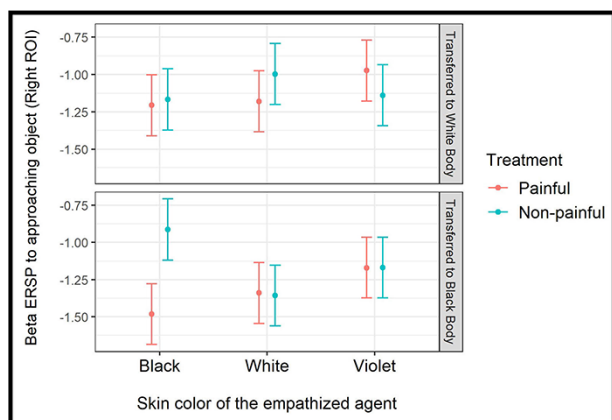 Beta ERSP to approaching object (Right ROI)
-0.75
-1.00
-1.25
-1.50
Transferred to White Body
-0.75
-1.00
-1.25
-1.50
Transferred to Black Body
Black White Violet
Skin color of the empathized agent
Treatment
Painful
Non-painful